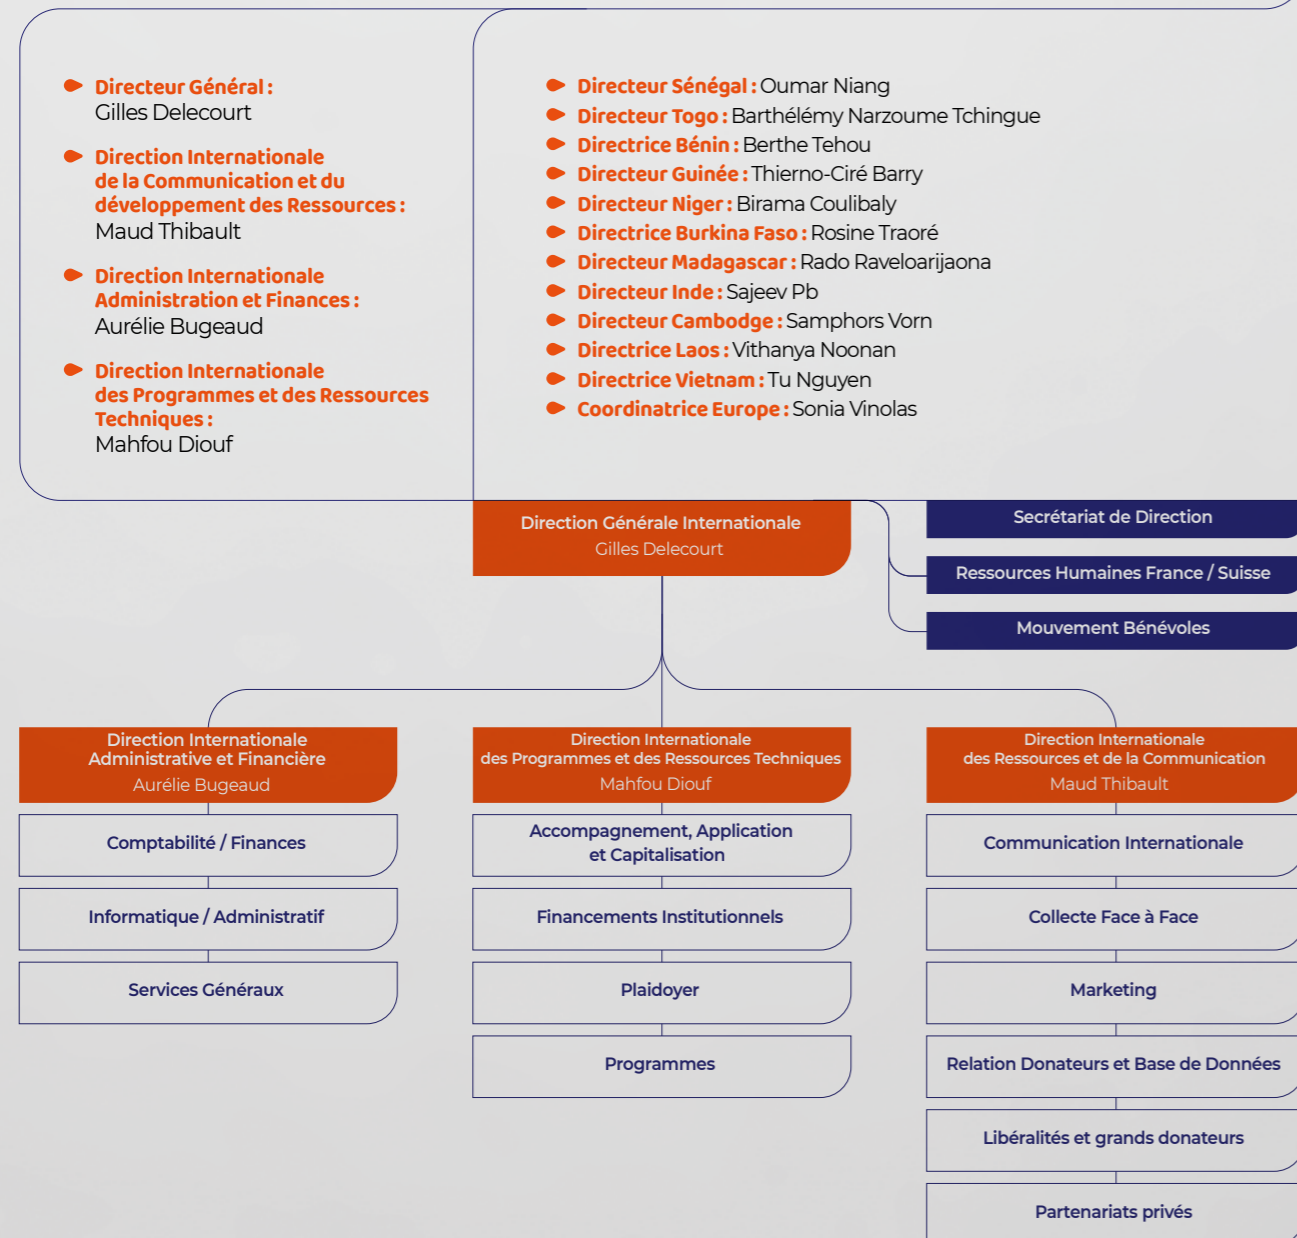 Directeur Général :
Gilles Delecourt
Direction Internationale
de la Communication et du
développement des Ressources :
Maud Thibault
Direction Internationale
Administration et Finances :
Aurélie Bugeaud
Direction Internationale
des Programmes et des Ressources
Techniques :
Mahfou Diouf
Directeur Sénégal : Oumar Niang
Directeur Togo : Barthélémy Narzoume Tchingue
Directrice Bénin : Berthe Tehou
Directeur Guinée : Thierno-Ciré Barry
Directeur Niger : Birama Coulibaly
Directrice Burkina Faso : Rosine Traoré
Directeur Madagascar : Rado Raveloarijaona
Directeur Inde : Sajeev Pb
Directeur Cambodge : Samphors Vorn
Directrice Laos : Vithanya Noonan
Directrice Vietnam : Tu Nguyen
Coordinatrice Europe : Sonia Vinolas
Direction Générale Internationale
Gilles Delecourt
Secrétariat de Direction
Ressources Humaines France / Suisse
Mouvement Bénévoles
Direction Internationale
Administrative et Financière
Aurélie Bugeaud
Comptabilité / Finances
Informatique / Administratif
Services Généraux
Direction Internationale
des Programmes et des Ressources Techniques
Mahfou Diouf
Accompagnement, Application
et Capitalisation
Financements Institutionnels
Plaidoyer
Programmes
Direction Internationale
des Ressources et de la Communication
Maud Thibault
Communication Internationale
Collecte Face à Face
Marketing
Relation Donateurs et Base de Données
Libéralités et grands donateurs
Partenariats privés